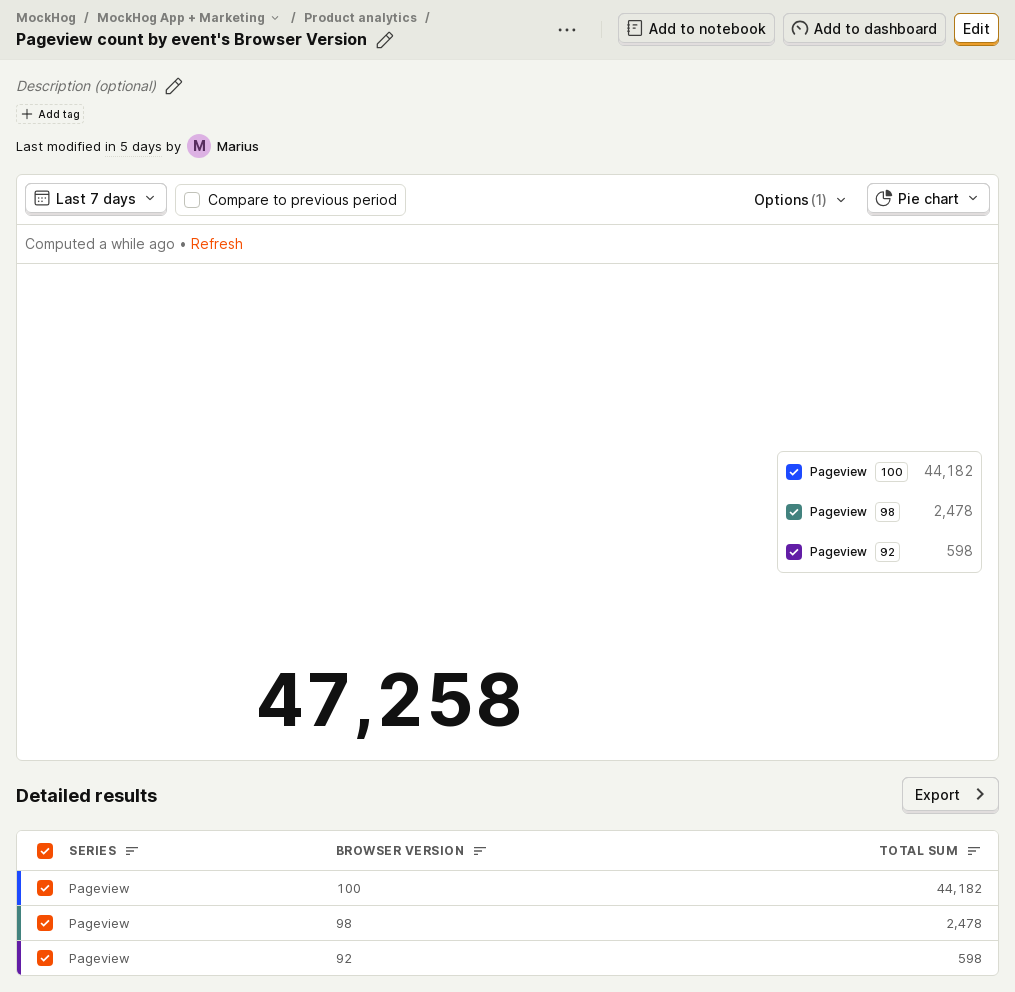 MockHog / MockHog App + Marketing / Product analytics /
Pageview count by event's Browser Version
Add to notebook
Add to dashboard
Edit
Description (optional)
Add tag
Last modified in 5 days by M Marius
Last 7 days
Compare to previous period
Options (1)
Pie chart
Computed a while ago • Refresh
Pageview 100 44,182
Pageview 98 2,478
Pageview 92 598
47,258
Detailed results
Export
SERIES BROWSER VERSION TOTAL SUM
Pageview 100 44,182
Pageview 98 2,478
Pageview 92 598